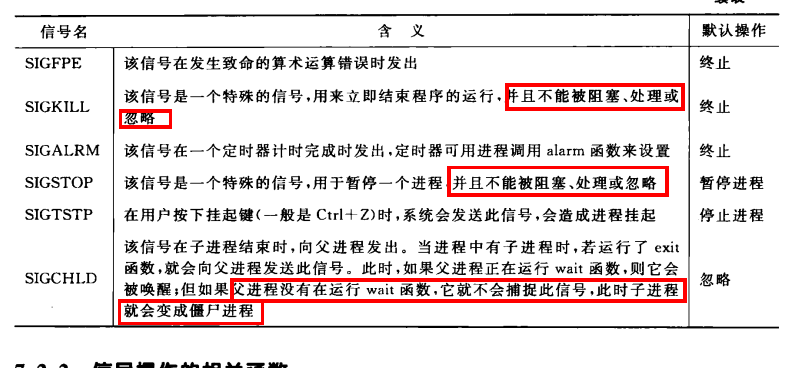 信号名 含 义 默认操作
SIGFPE 该信号在发生致命的算术运算错误时发出 终止
SIGKILL 该信号是一个特殊的信号,用来立即结束程序的运行,并且不能被阻塞、处理或 终止
忽略
SIGALRM 该信号在一个定时器计时完成时发出,定时器可用进程调用 alarm 函数来设置 终止
SIGSTOP 该信号是一个特殊的信号,用于暂停一个进程,并且不能被阻塞、处理或忽略 暂停进程
SIGTSTP 在用户按下挂起键(一般是 Ctrl+Z)时,系统会发送此信号,会造成进程挂起 停止进程
该信号在子进程结束时,向父进程发出。当进程中有子进程时,若运行了 exit
函数,就会向父进程发送此信号。此时,如果父进程正在运行 wait 函数,则它会
SIGCHLD 被唤醒;但如果父进程没有在运行 wait 函数,它就不会捕捉此信号,此时子进程 忽略
就会变成僵尸进程